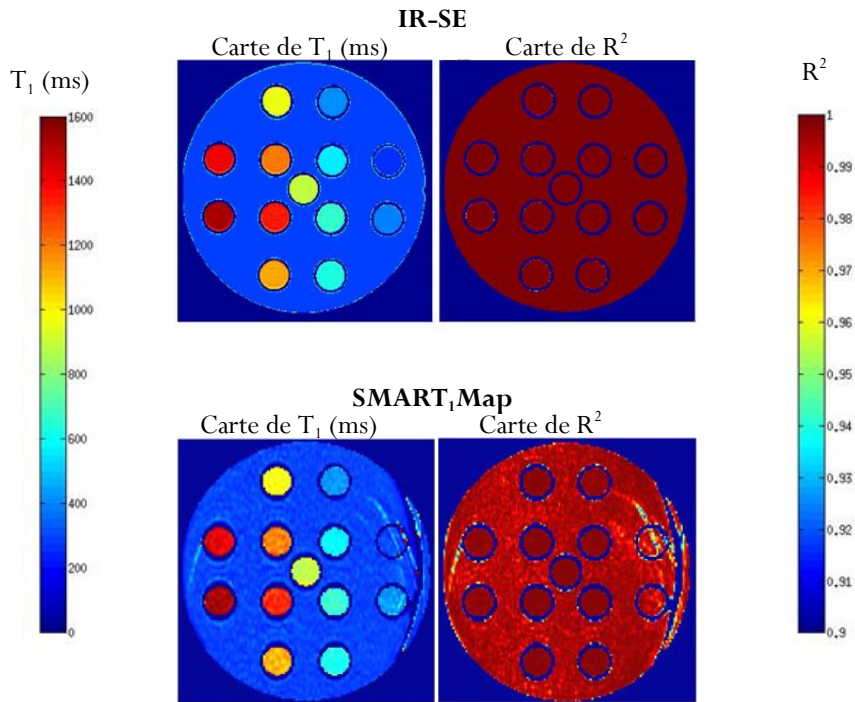 IR-SE
Carte de T₁ (ms)
Carte de R²
T₁ (ms)
1600
1400
1200
1000
800
600
400
200
0
R²
1
0.99
0.98
0.97
0.96
0.95
0.94
0.93
0.92
0.91
0.9
SMART₁Map
Carte de T₁ (ms)
Carte de R²